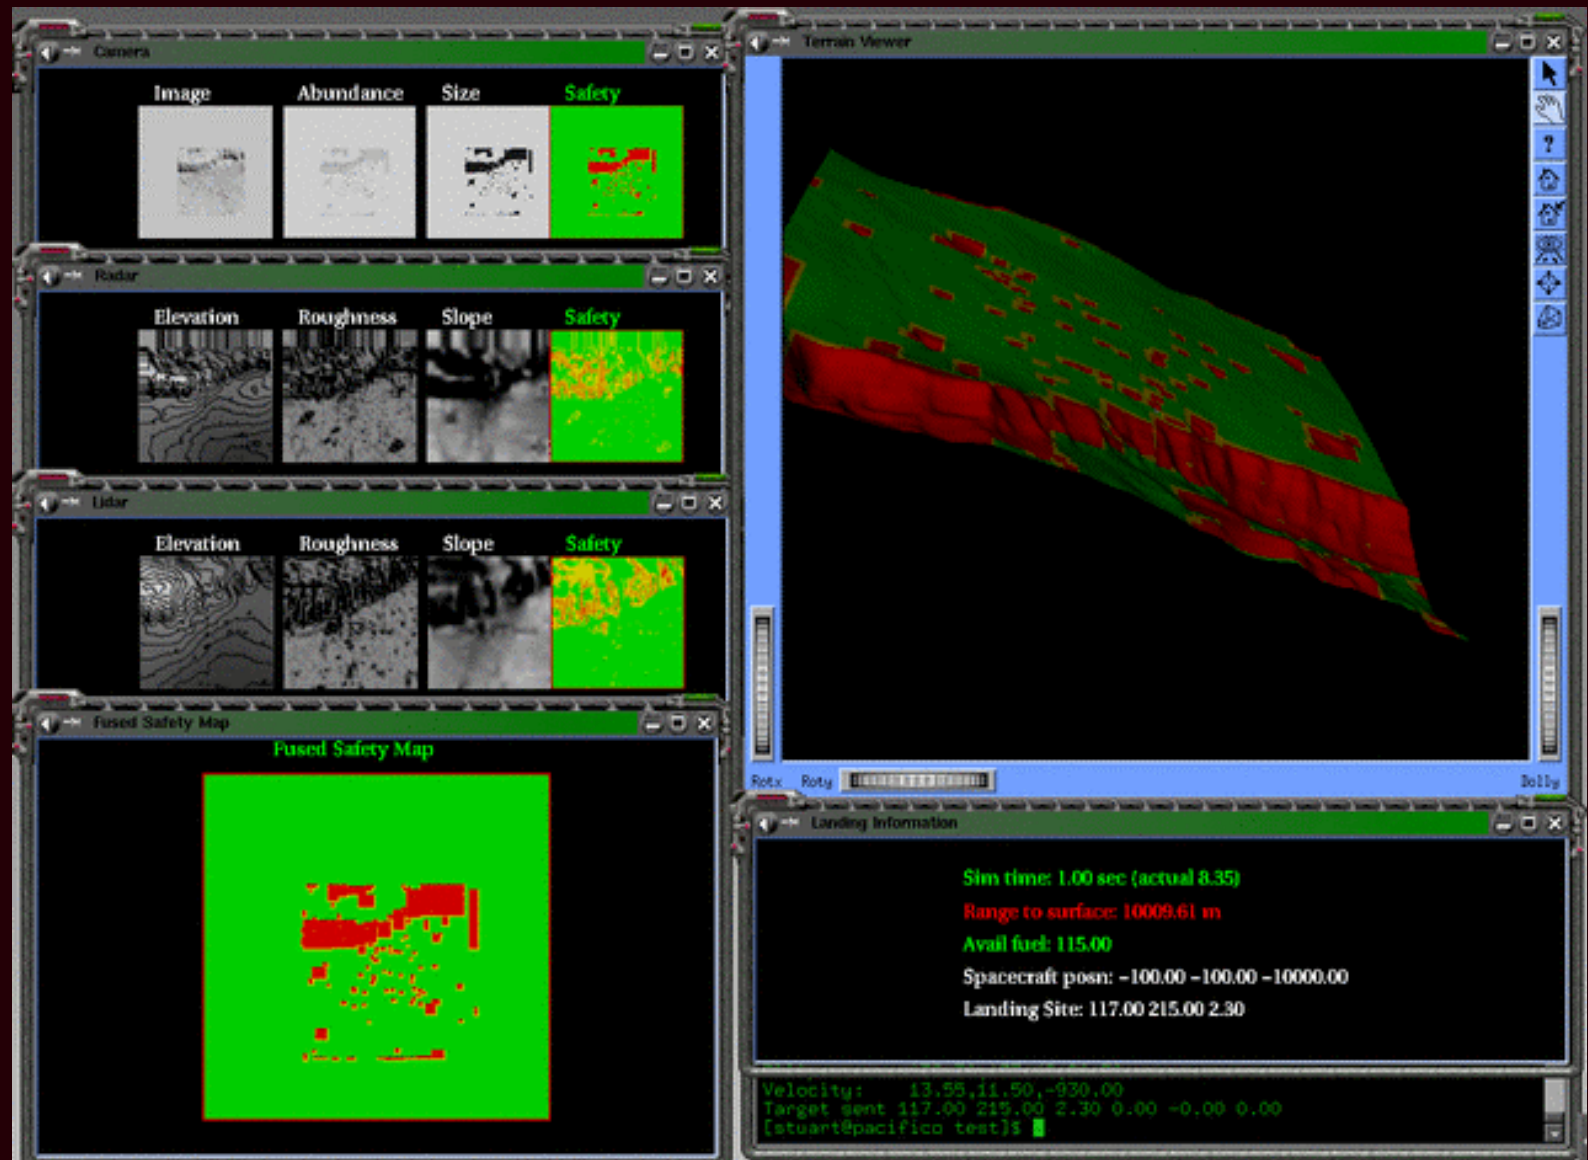 Camera
Image Abundance Size Safety
Radar
Elevation Roughness Slope Safety
Lidar
Elevation Roughness Slope Safety
Fused Safety Map
Fused Safety Map
Terrain Viewer
?
Rotx Roty Dolly
Landing Information
Sim time: 1.00 sec (actual 8.35)
Range to surface: 10009.61 m
Avail fuel: 115.00
Spacecraft posn: -100.00 -100.00 -10000.00
Landing Site: 117.00 215.00 2.30
Velocity: 13.55,11.50,-930.00
Target sent 117.00 215.00 2.30 0.00 -0.00 0.00
[stuart@pacifica test]$